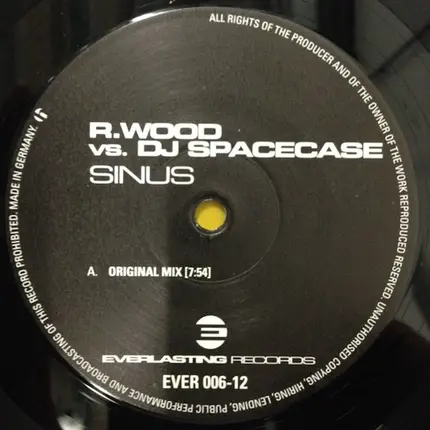 ALL RIGHTS OF THE PRODUCER AND OF THE OWNER OF THE WORK REPRODUCED RESERVED. UNAUTHORISED COPYING, HIRING, LENDING, PUBLIC PERFORMANCE AND BROADCASTING OF THIS RECORD PROHIBITED. MADE IN GERMANY.
R.WOOD
VS. DJ SPACECASE
SINUS
A. ORIGINAL MIX [7:54]
EVERLASTING RECORDS
EVER 006-12